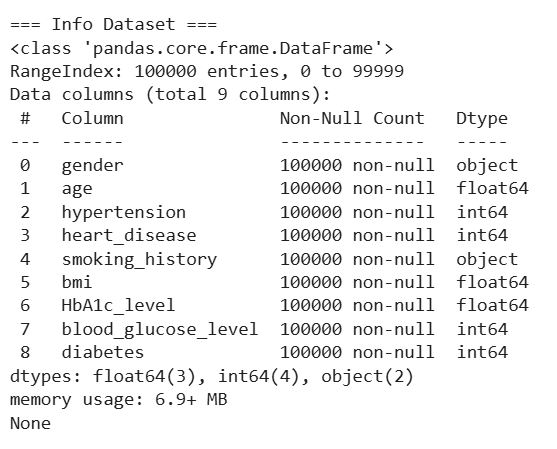 === Info Dataset ===
<class 'pandas.core.frame.DataFrame'>
RangeIndex: 100000 entries, 0 to 99999
Data columns (total 9 columns):
 #   Column               Non-Null Count   Dtype
---  ------               --------------   -----
 0   gender               100000 non-null  object
 1   age                  100000 non-null  float64
 2   hypertension         100000 non-null  int64
 3   heart_disease        100000 non-null  int64
 4   smoking_history      100000 non-null  object
 5   bmi                  100000 non-null  float64
 6   HbA1c_level          100000 non-null  float64
 7   blood_glucose_level  100000 non-null  int64
 8   diabetes             100000 non-null  int64
dtypes: float64(3), int64(4), object(2)
memory usage: 6.9+ MB
None